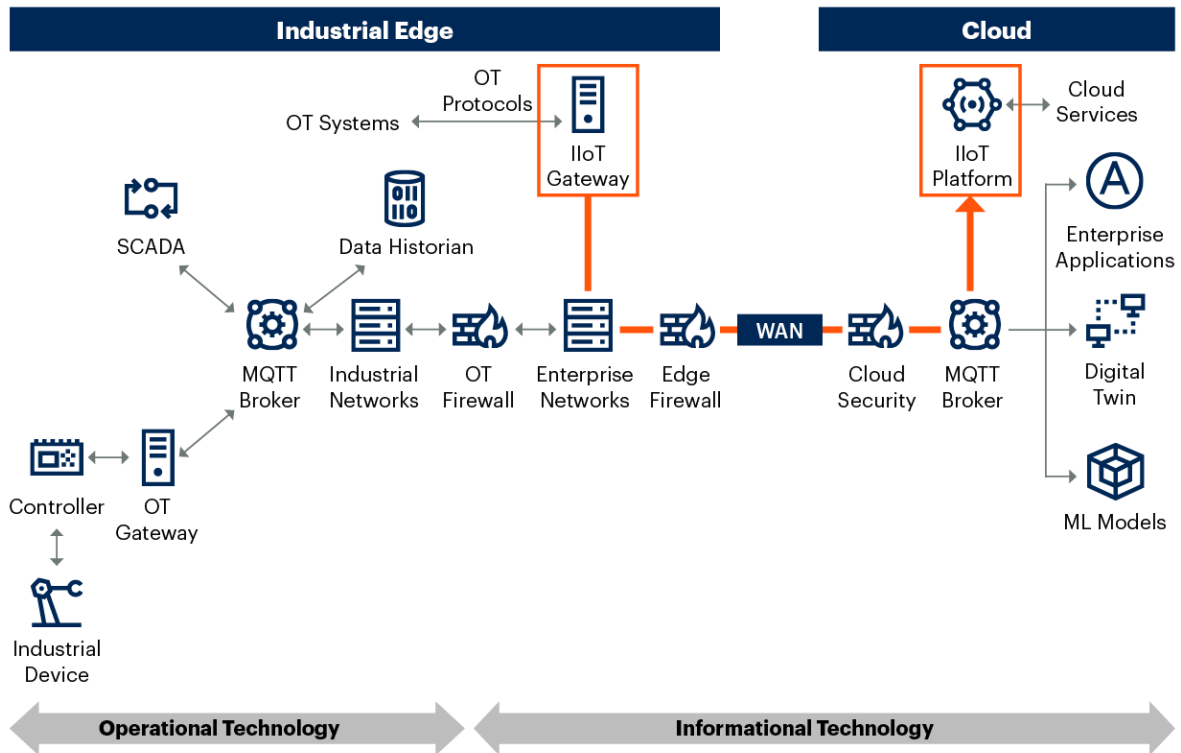 Industrial Edge
Cloud
OT
Protocols
OT Systems
IIoT
Gateway
IIoT
Platform
Cloud
Services
SCADA
Data Historian
Enterprise
Applications
MQTT
Broker
Industrial
Networks
OT
Firewall
Enterprise
Networks
Edge
Firewall
WAN
Cloud
Security
MQTT
Broker
Digital
Twin
Controller
OT
Gateway
ML Models
Industrial
Device
Operational Technology
Informational Technology